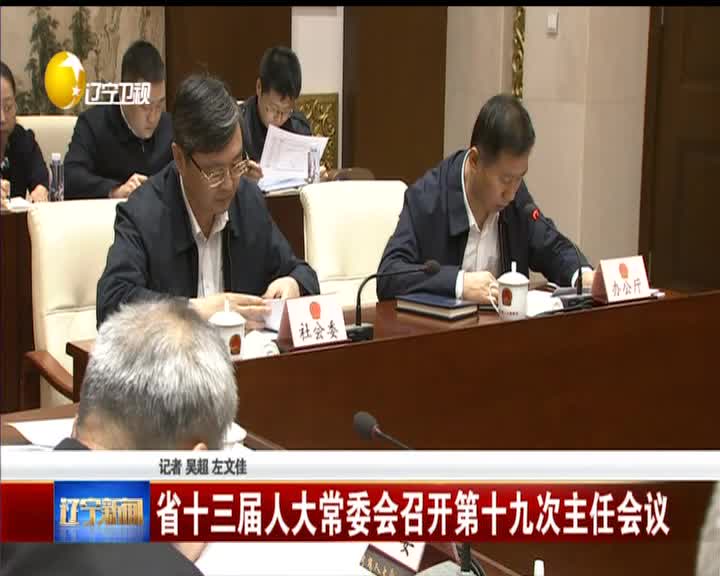 辽宁卫视
社会委
办公厅
记者 吴超 左文佳
辽宁新闻
省十三届人大常委会召开第十九次主任会议
委